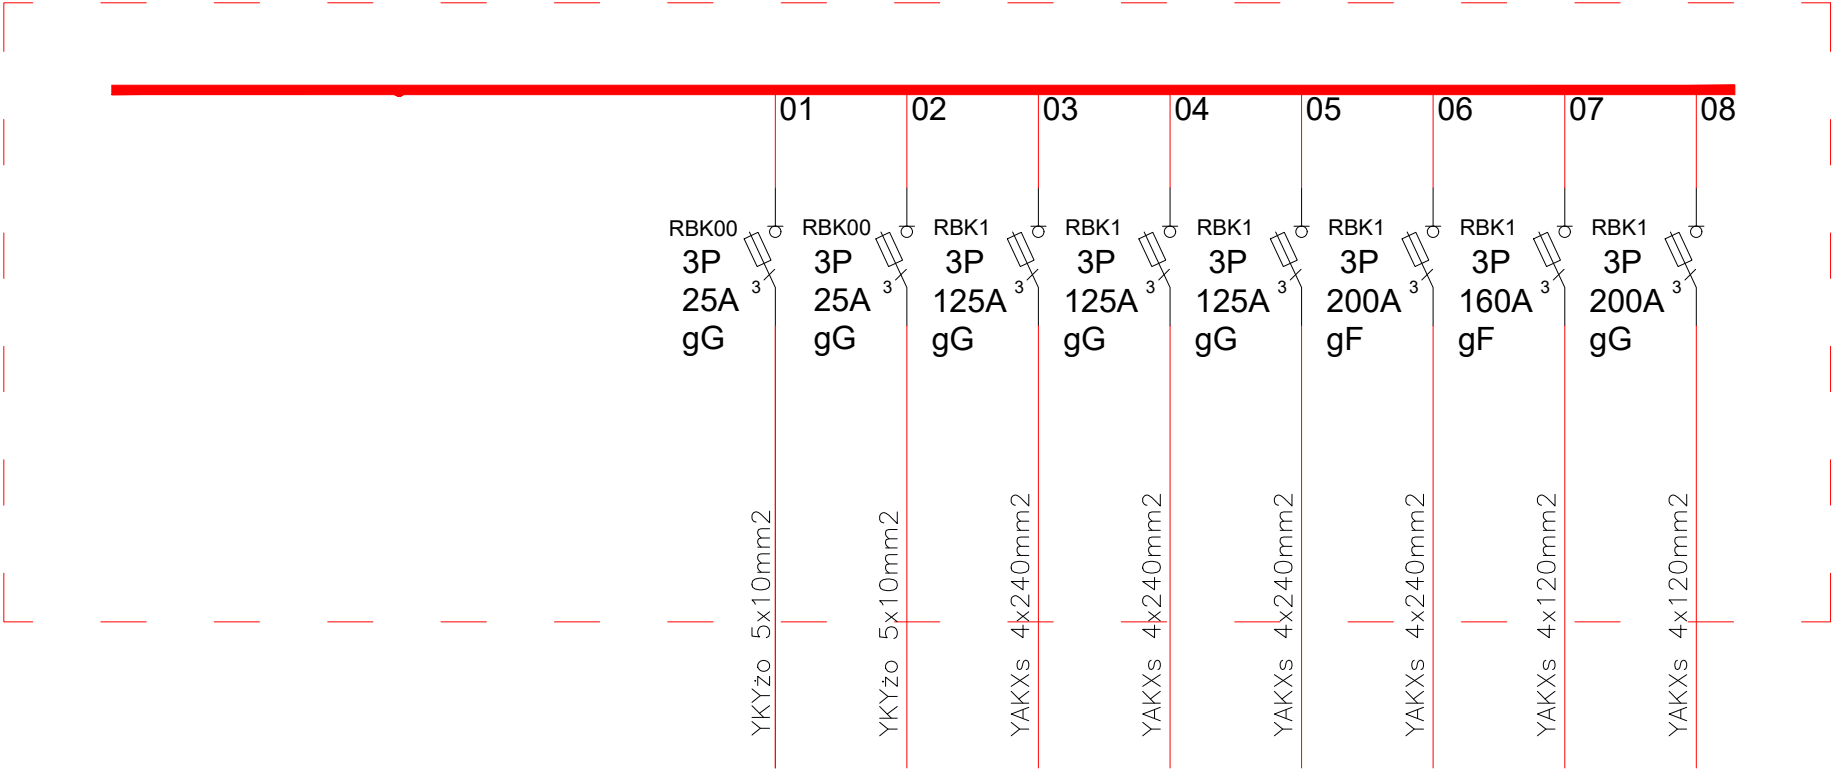 01
02
03
04
05
06
07
08
RBK00
3P
25A
gG
3
RBK00
3P
25A
gG
3
RBK1
3P
125A
gG
3
RBK1
3P
125A
gG
3
RBK1
3P
125A
gG
3
RBK1
3P
200A
gF
3
RBK1
3P
160A
gF
3
RBK1
3P
200A
gG
3
YKYżo 5x10mm2
YKYżo 5x10mm2
YAKXs 4x240mm2
YAKXs 4x240mm2
YAKXs 4x240mm2
YAKXs 4x240mm2
YAKXs 4x120mm2
YAKXs 4x120mm2